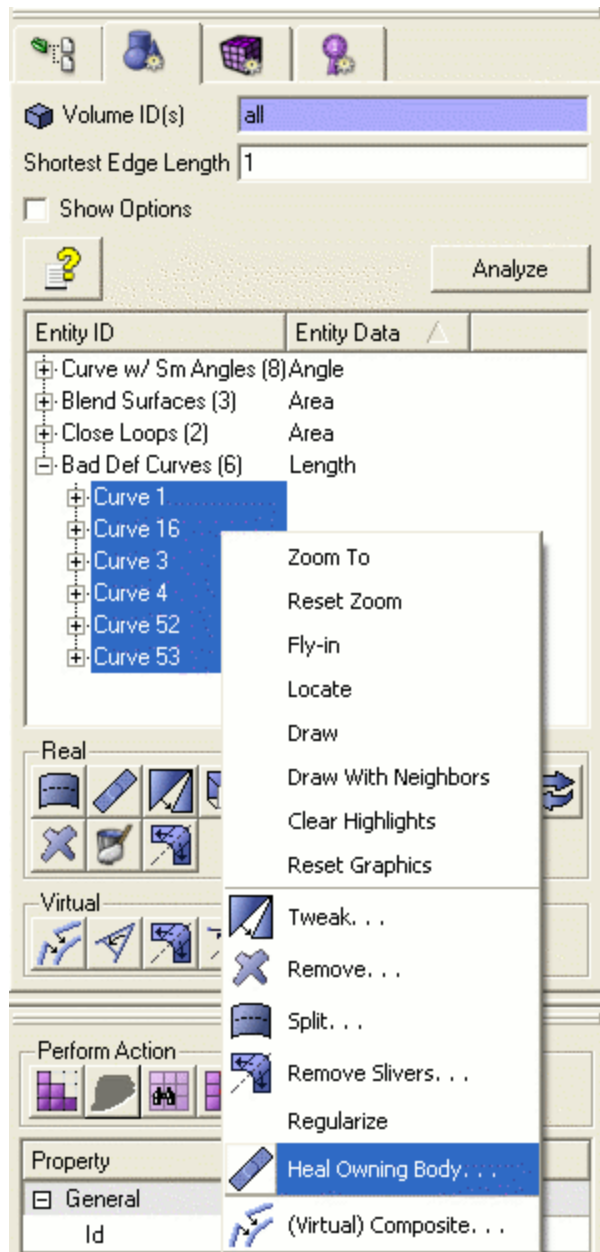 Volume ID(s) all
Shortest Edge Length 1
Show Options
Analyze
Entity ID Entity Data
Curve w/ Sm Angles (8) Angle
Blend Surfaces (3) Area
Close Loops (2) Area
Bad Def Curves (6) Length
Curve 1
Curve 16
Curve 3
Curve 4
Curve 52
Curve 53
Zoom To
Reset Zoom
Fly-in
Locate
Draw
Draw With Neighbors
Clear Highlights
Reset Graphics
Real
Virtual
Tweak. . .
Remove. . .
Split. . .
Remove Slivers. . .
Regularize
Heal Owning Body. . .
(Virtual) Composite. . .
Perform Action
Property
General
Id